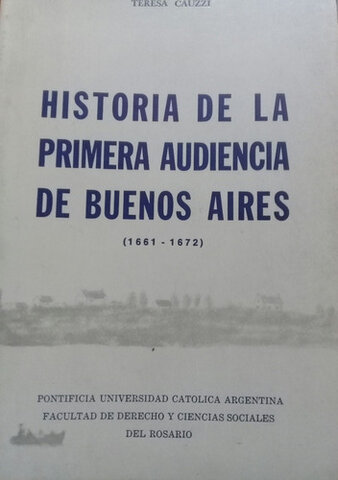 TERESA CAUZZI
HISTORIA DE LA
PRIMERA AUDIENCIA
DE BUENOS AIRES
(1661 - 1672)
PONTIFICIA UNIVERSIDAD CATOLICA ARGENTINA
FACULTAD DE DERECHO Y CIENCIAS SOCIALES
DEL ROSARIO